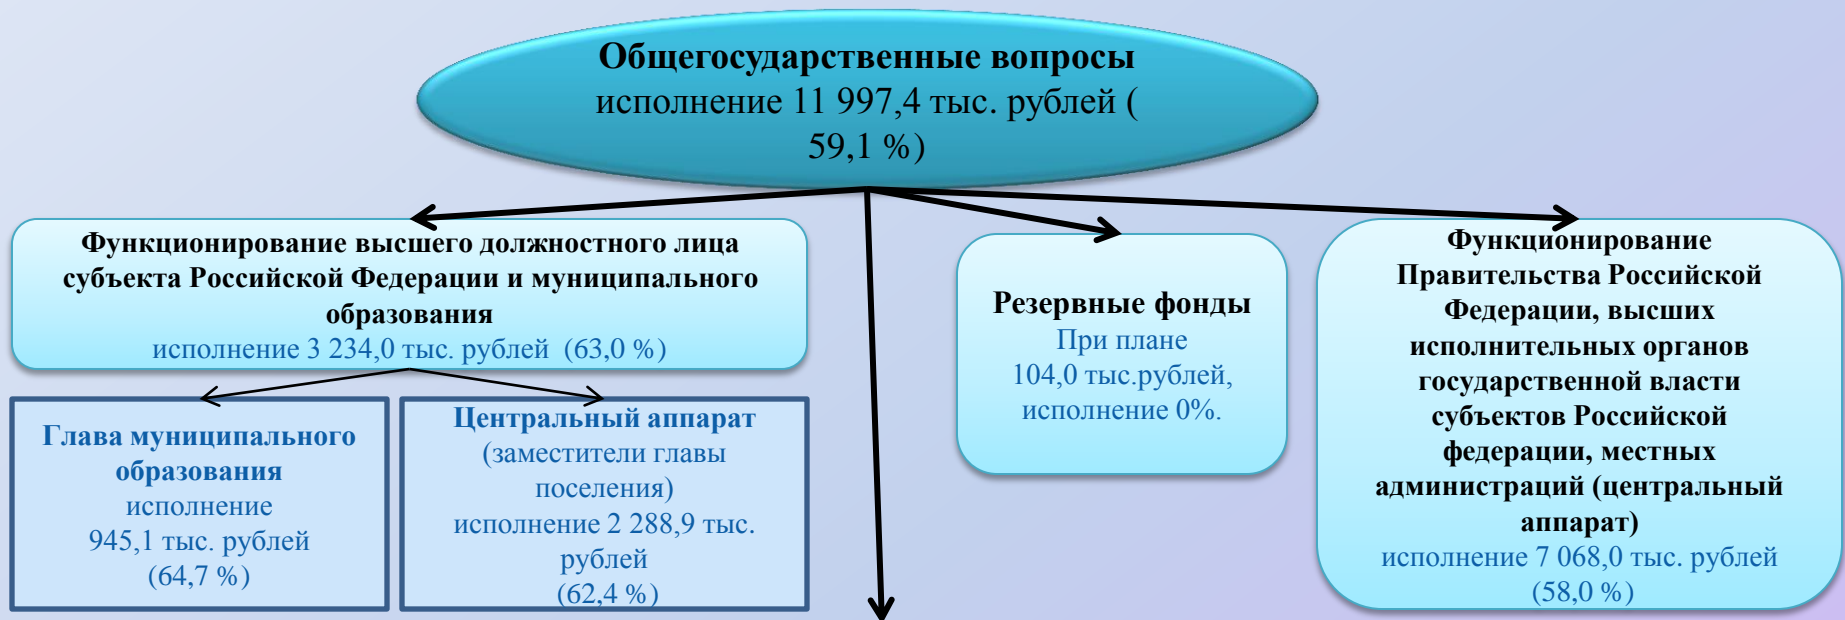 Общегосударственные вопросы
исполнение 11 997,4 тыс. рублей (
59,1 %)
Функционирование высшего должностного лица
субъекта Российской Федерации и муниципального
образования
исполнение 3 234,0 тыс. рублей  (63,0 %)
Глава муниципального
образования
исполнение
945,1 тыс. рублей
(64,7 %)
Центральный аппарат
(заместители главы
поселения)
исполнение 2 288,9 тыс.
рублей
(62,4 %)
Резервные фонды
При плане
104,0 тыс.рублей,
исполнение 0%.
Функционирование
Правительства Российской
Федерации, высших
исполнительных органов
государственной власти
субъектов Российской
федерации, местных
администраций (центральный
аппарат)
исполнение 7 068,0 тыс. рублей
(58,0 %)